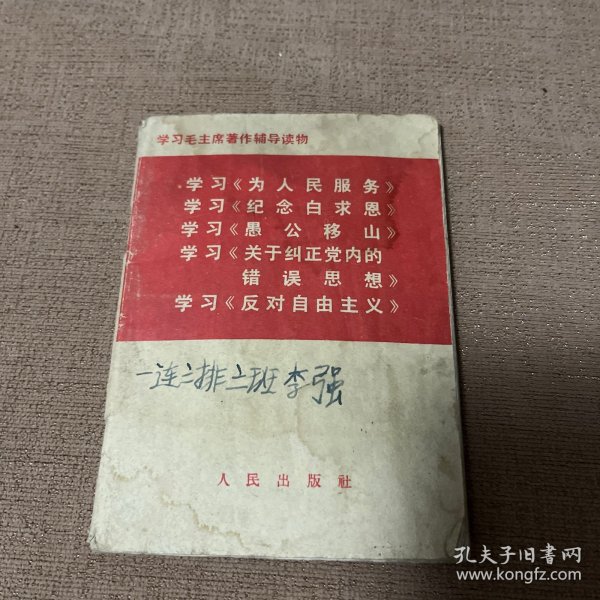 学习毛主席著作辅导读物
学习《为人民服务》
学习《纪念白求恩》
学习《愚公移山》
学习《关于纠正党内的
错误思想》
学习《反对自由主义》
一连二排二班李强
人民出版社
孔夫子旧书网
www.kongfz.com